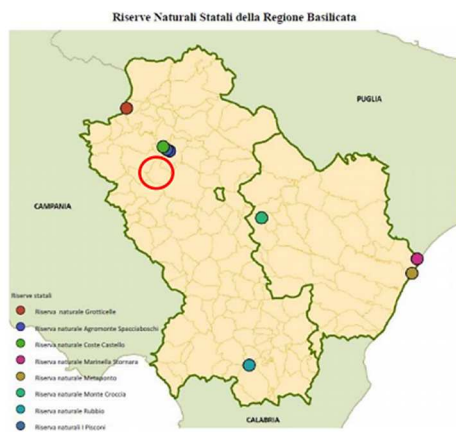 Riserve Naturali Statali della Regione Basilicata
PUGLIA
CAMPANIA
Riserve statali
Riserva naturale Grotticelle
Riserva naturale Agromonte Spacciaboschi
Riserva naturale Coste Castello
Riserva naturale Marinella Stornara
Riserva naturale Metaponto
Riserva naturale Monte Croccia
Riserva naturale Rubbio
Riserva naturali I Pisconi
CALABRIA